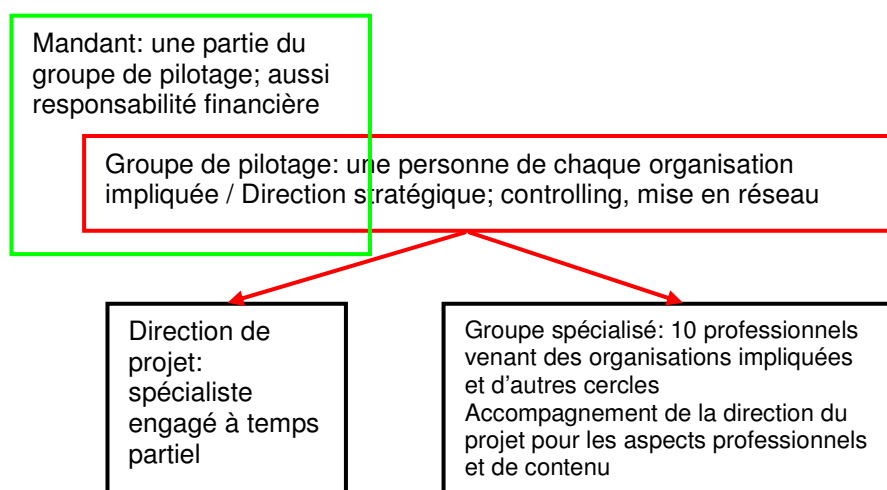 Mandant: une partie du
groupe de pilotage; aussi
responsabilité financière
Groupe de pilotage: une personne de chaque organisation
impliquée / Direction stratégique; controlling, mise en réseau
Direction de
projet:
spécialiste
engagé à temps
partiel
Groupe spécialisé: 10 professionnels
venant des organisations impliquées
et d'autres cercles
Accompagnement de la direction du
projet pour les aspects professionnels
et de contenu